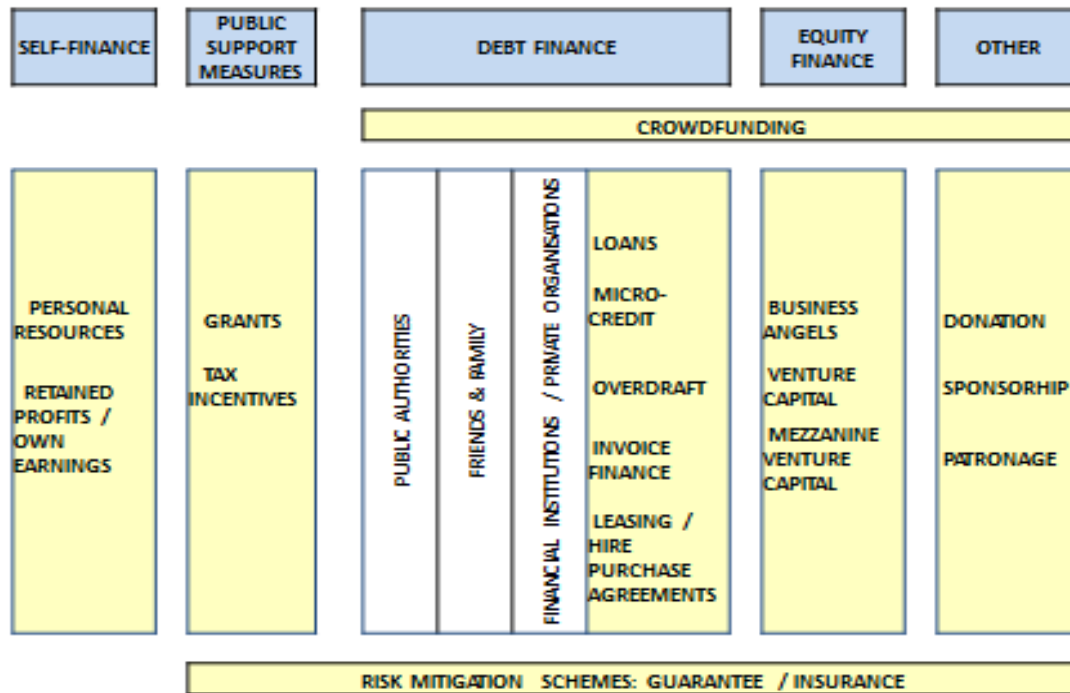 SELF-FINANCE
PUBLIC
SUPPORT
MEASURES
DEBT FINANCE
EQUITY
FINANCE
OTHER
CROWDFUNDING
PERSONAL
RESOURCES
RETAINED
PROFITS /
OWN
EARNINGS
GRANTS
TAX
INCENTIVES
PUBLIC AUTHORITIES
FRIENDS & FAMILY
FINANCIAL INSTITUTIONS / PRIVATE ORGANISATIONS
LOANS
MICRO-
CREDIT
OVERDRAFT
INVOICE
FINANCE
LEASING /
HIRE
PURCHASE
AGREEMENTS
BUSINESS
ANGELS
VENTURE
CAPITAL
MEZZANINE
VENTURE
CAPITAL
DONATION
SPONSORHIP
PATRONAGE
RISK MITIGATION SCHEMES: GUARANTEE / INSURANCE